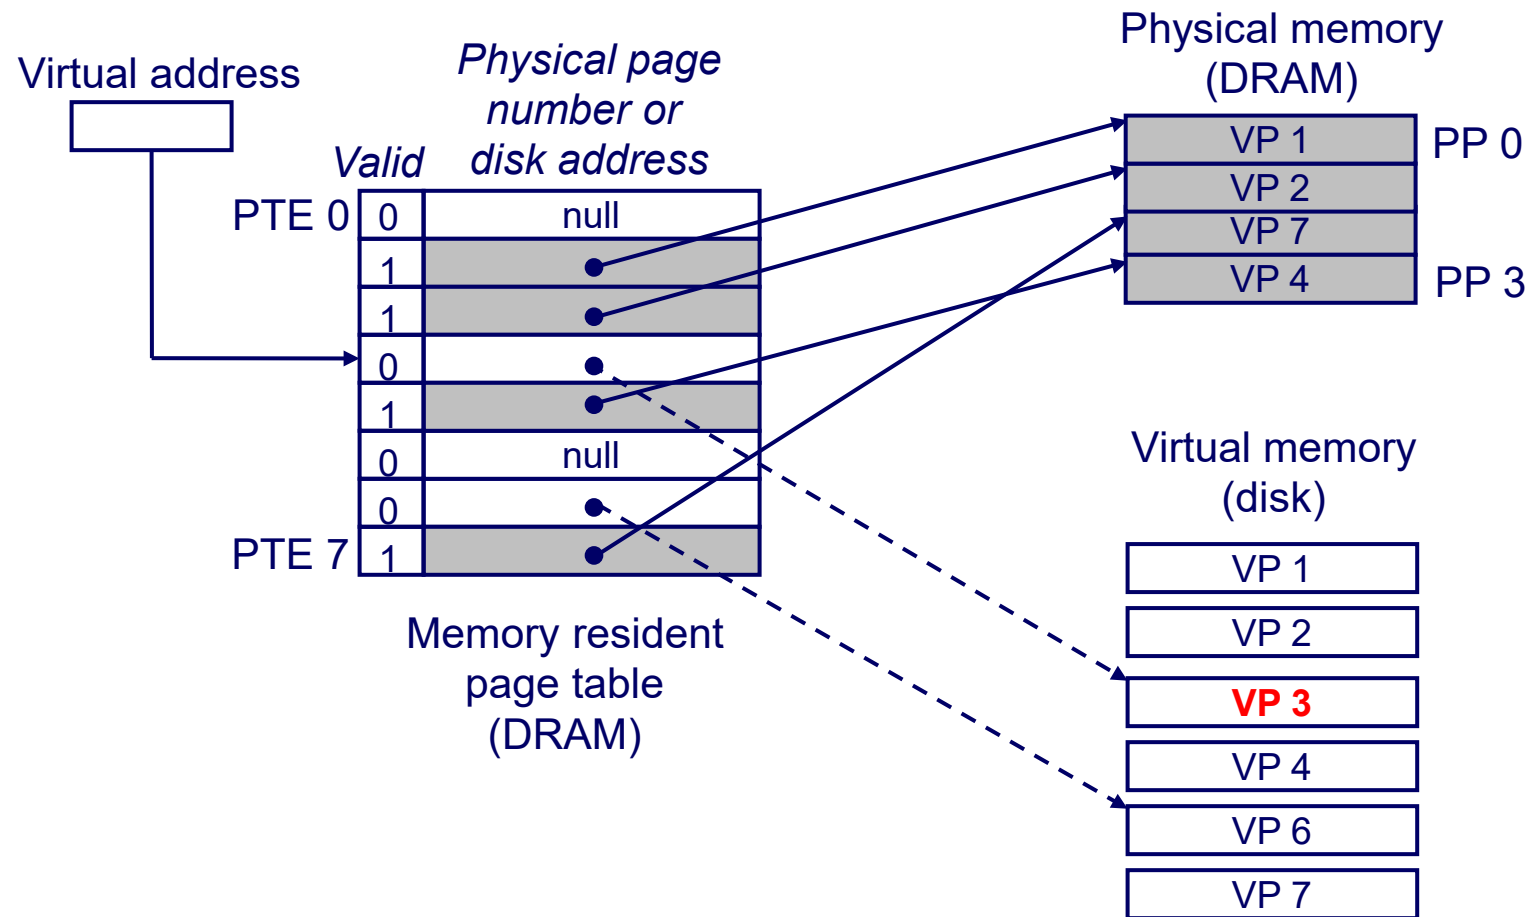 Virtual address
Physical page
number or
disk address
Valid
PTE 0
0
null
1
1
0
1
0
null
0
PTE 7
1
Memory resident
page table
(DRAM)
Physical memory
(DRAM)
VP 1
PP 0
VP 2
VP 7
VP 4
PP 3
Virtual memory
(disk)
VP 1
VP 2
VP 3
VP 4
VP 6
VP 7